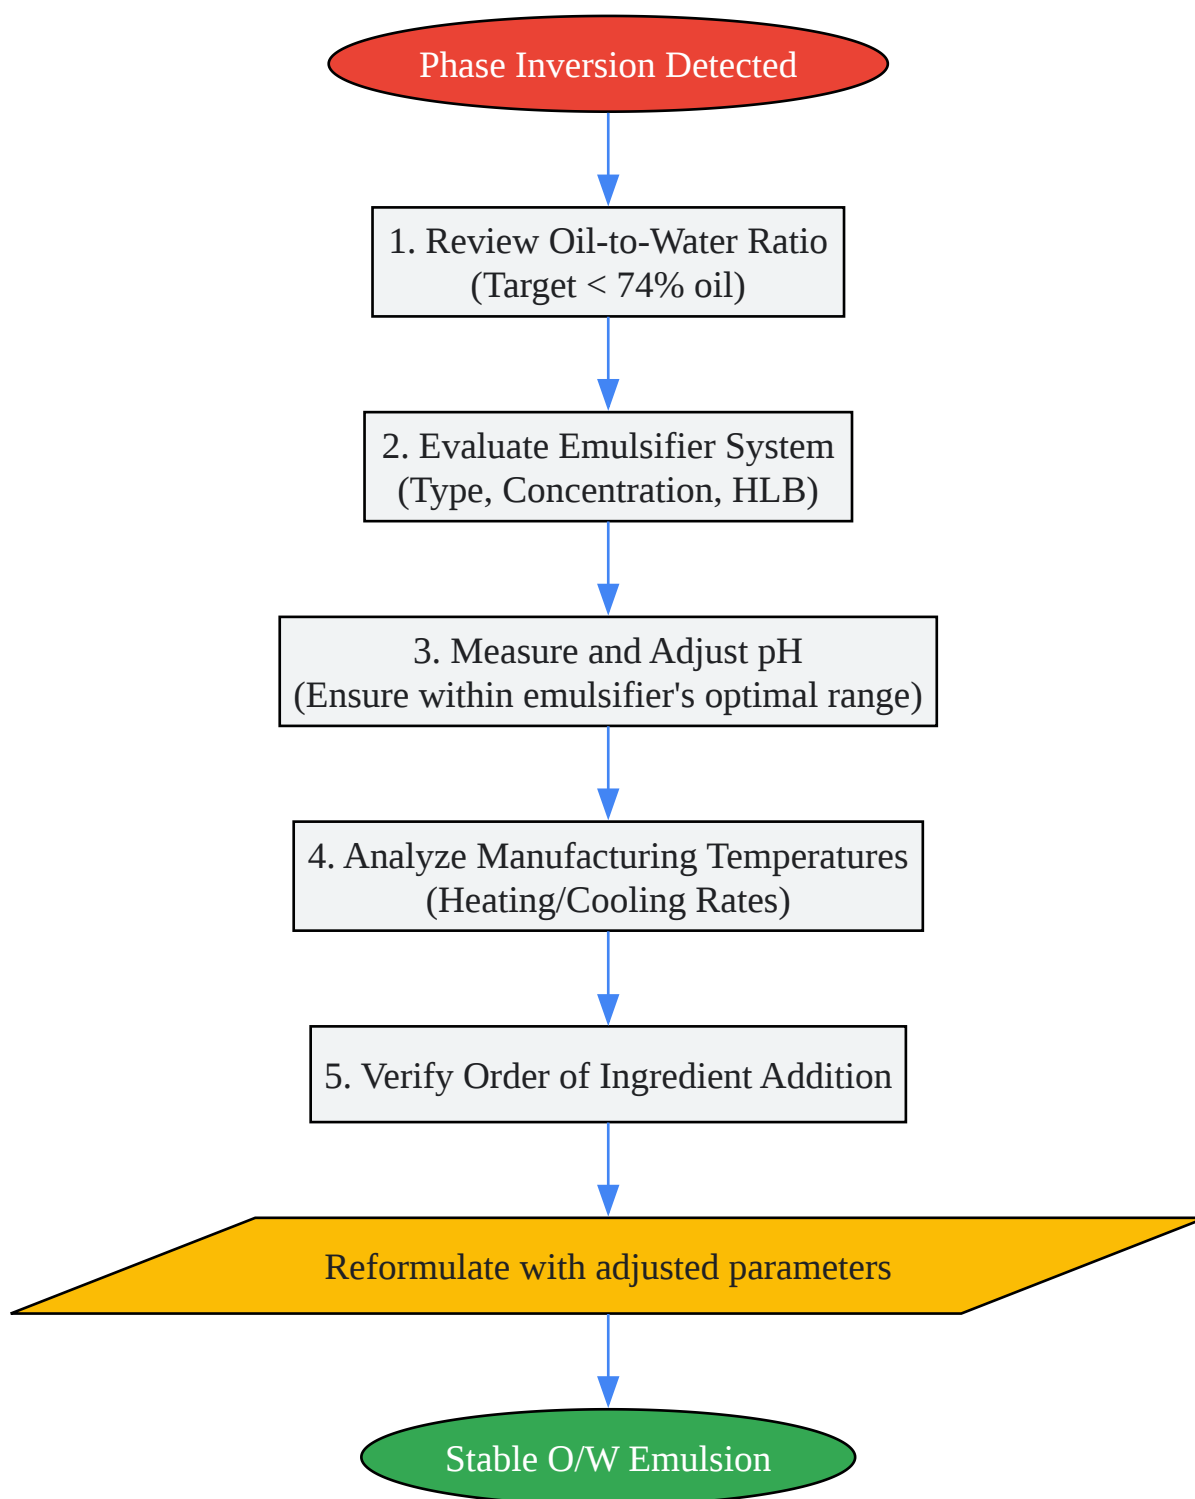 Phase Inversion Detected
1. Review Oil-to-Water Ratio
(Target < 74% oil)
2. Evaluate Emulsifier System
(Type, Concentration, HLB)
3. Measure and Adjust pH
(Ensure within emulsifier's optimal range)
4. Analyze Manufacturing Temperatures
(Heating/Cooling Rates)
5. Verify Order of Ingredient Addition
Reformulate with adjusted parameters
Stable O/W Emulsion